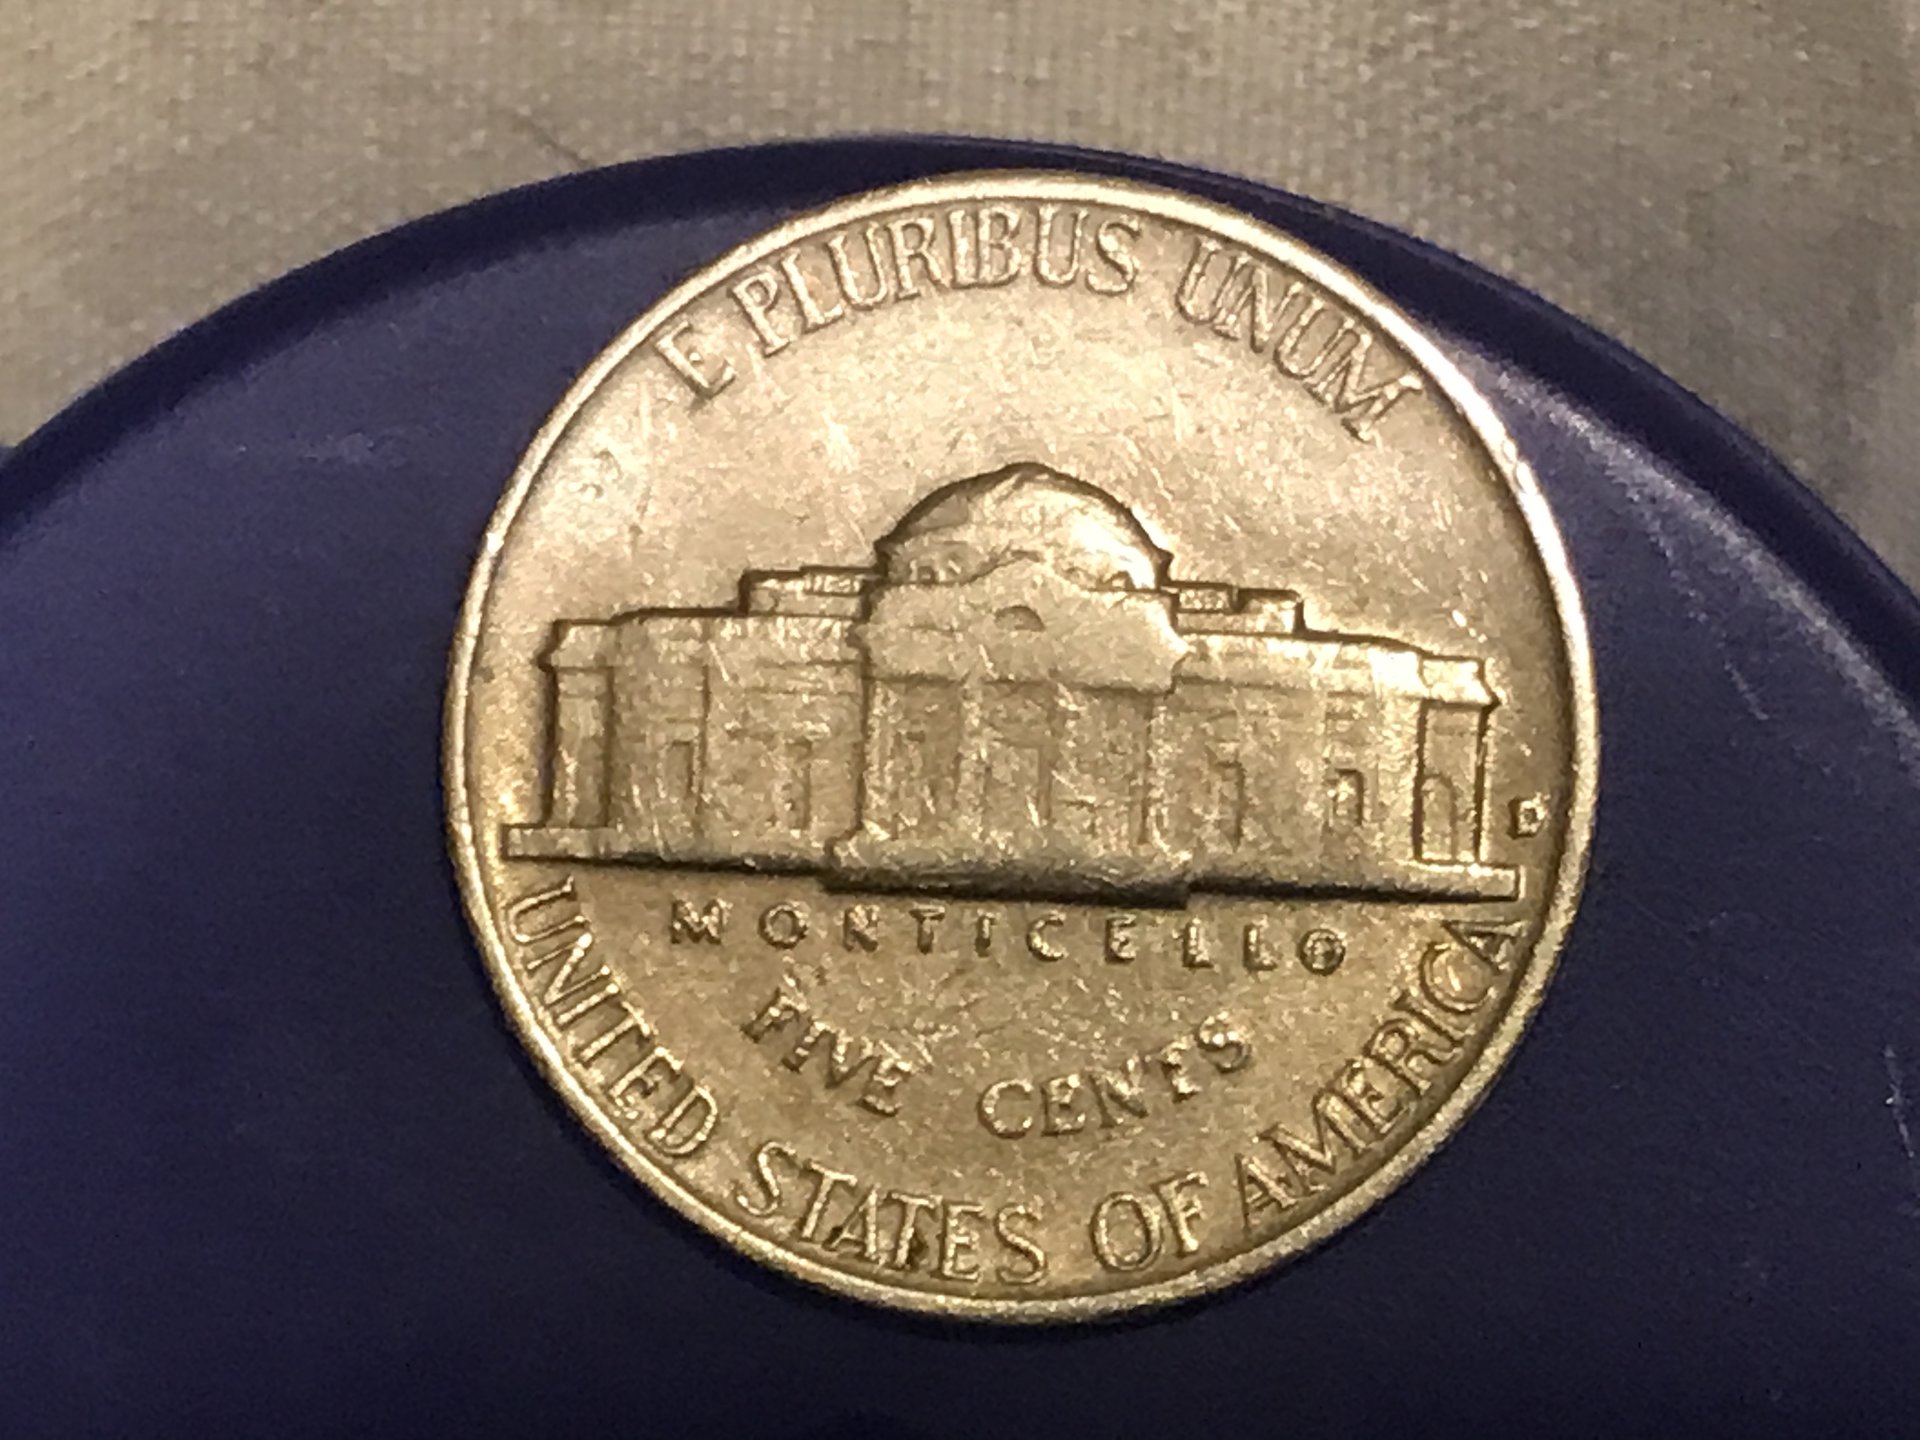 E PLURIBUS UNUM
D
MONTICELLO
FIVE CENTS
UNITED STATES OF AMERICA